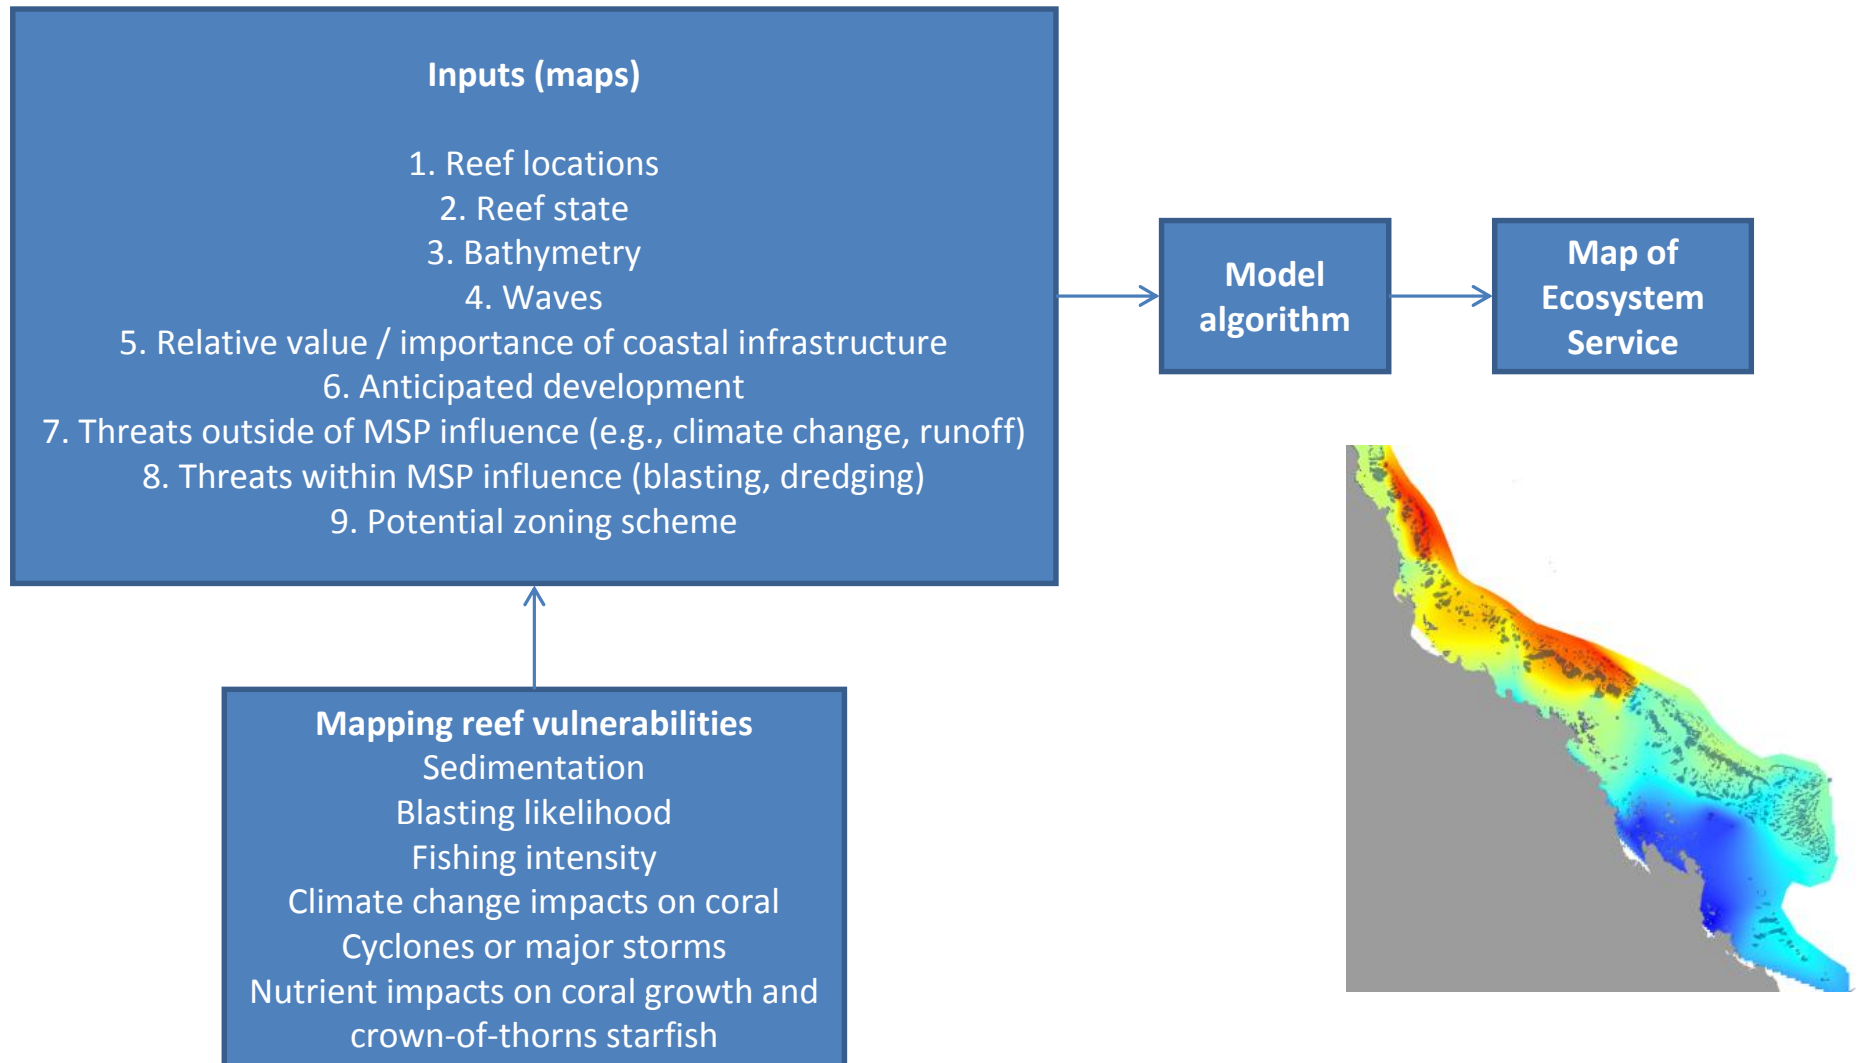 Inputs (maps)
1. Reef locations
2. Reef state
3. Bathymetry
4. Waves
5. Relative value / importance of coastal infrastructure
6. Anticipated development
7. Threats outside of MSP influence (e.g., climate change, runoff)
8. Threats within MSP influence (blasting, dredging)
9. Potential zoning scheme
Model
algorithm
Map of
Ecosystem
Service
Mapping reef vulnerabilities
Sedimentation
Blasting likelihood
Fishing intensity
Climate change impacts on coral
Cyclones or major storms
Nutrient impacts on coral growth and
crown-of-thorns starfish